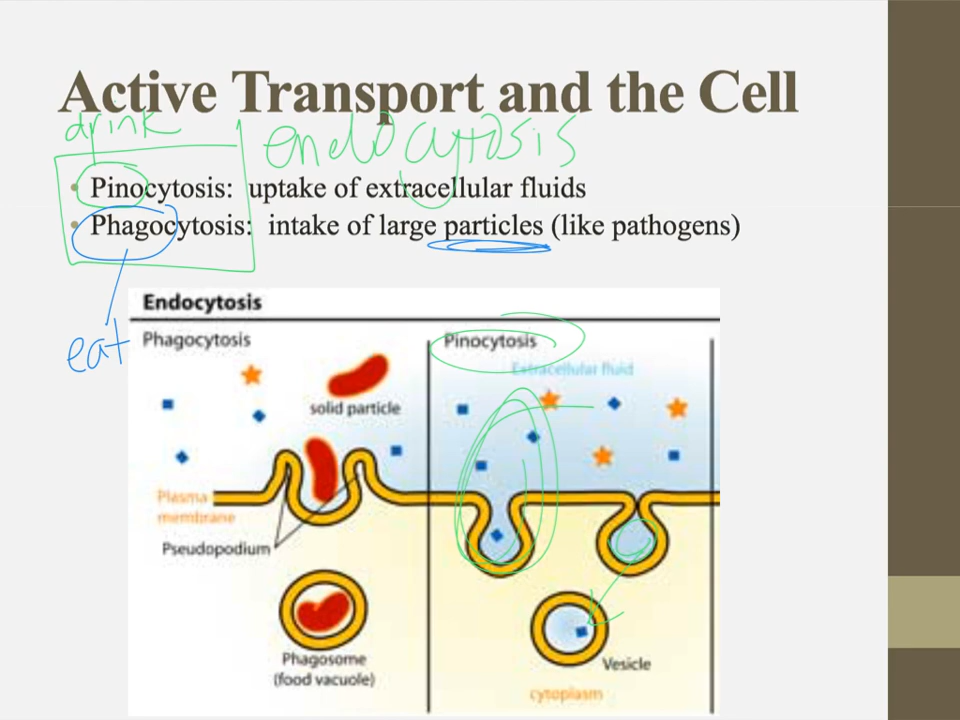 Active Transport and the Cell
drink
endocytosis
• Pinocytosis: uptake of extracellular fluids
• Phagocytosis: intake of large particles (like pathogens)
eat
Endocytosis
Phagocytosis
solid particle
Plasma
membrane
Pseudopodium
Phagosome
(food vacuole)
Pinocytosis
Extracellular fluid
Vesicle
cytoplasm